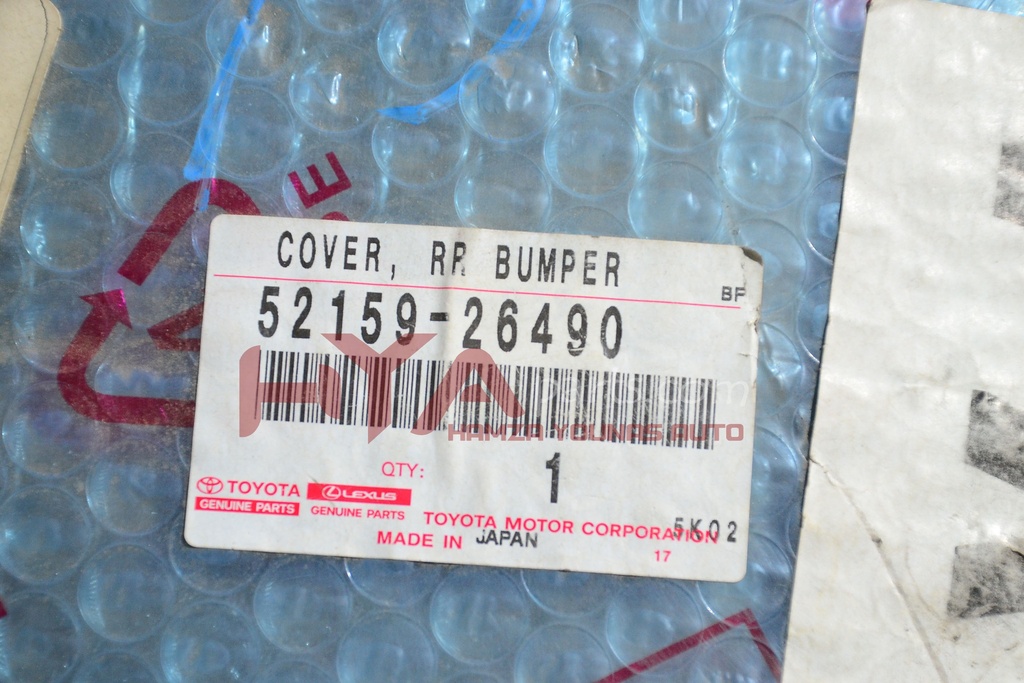 COVER, RR BUMPER
BF
52159-26490
HYA
HAMZA YOUNAS AUTO
QTY: 1
TOYOTA
GENUINE PARTS
LEXUS
GENUINE PARTS
TOYOTA MOTOR CORPORATION
5K02
MADE IN JAPAN
17